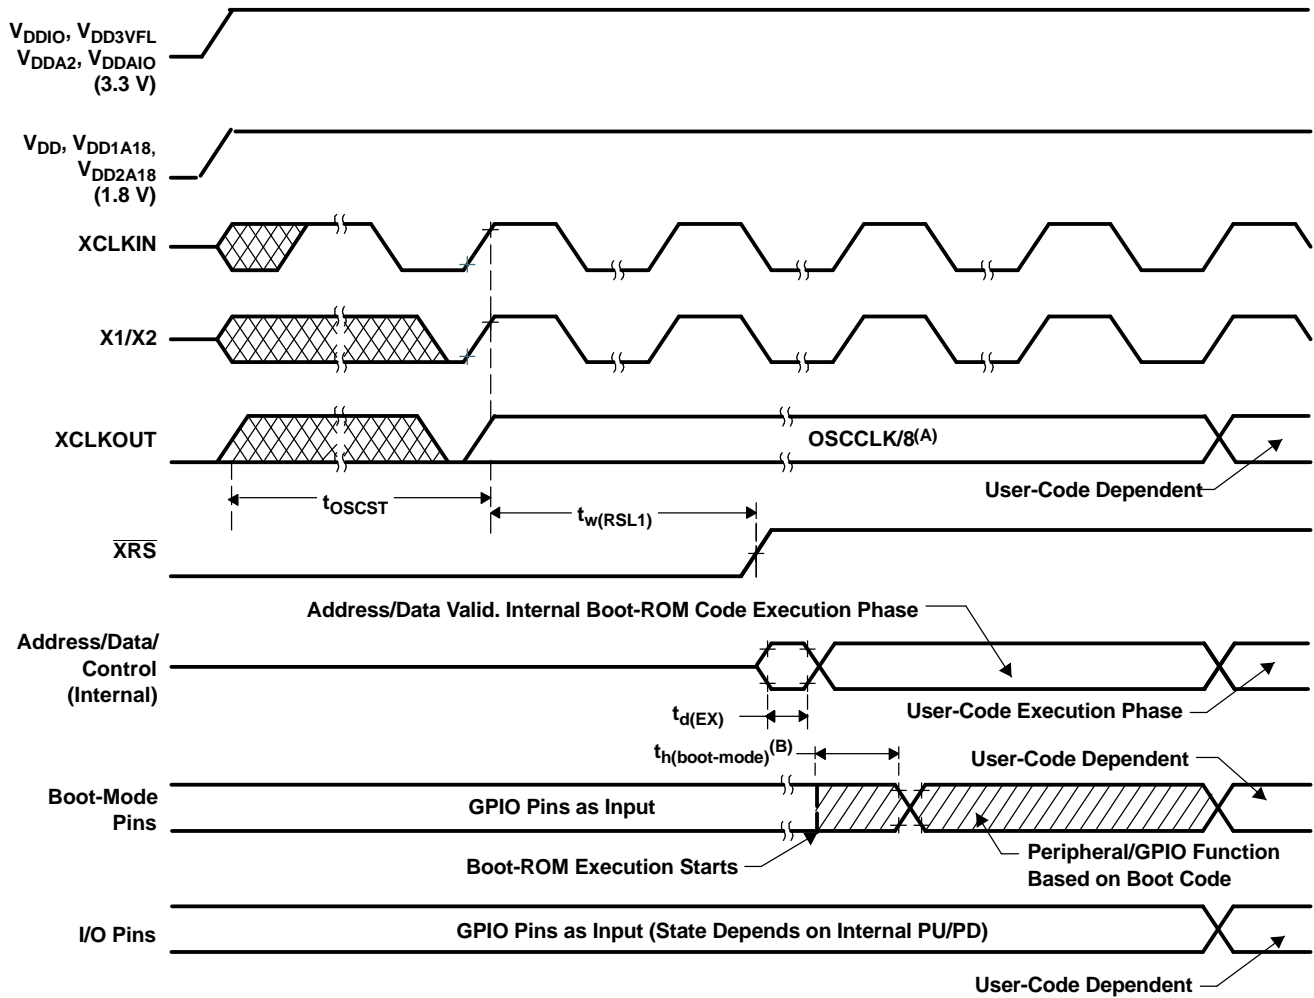 VDDIO, VDD3VFL
VDDA2, VDDAIO
(3.3 V)
VDD, VDD1A18,
VDD2A18
(1.8 V)
XCLKIN
X1/X2
XCLKOUT
OSCCLK/8(A)
User-Code Dependent
tOSCST
tw(RSL1)
XRS
Address/Data Valid. Internal Boot-ROM Code Execution Phase
Address/Data/
Control
(Internal)
td(EX)
User-Code Execution Phase
th(boot-mode)(B)
User-Code Dependent
Boot-Mode
Pins
GPIO Pins as Input
Boot-ROM Execution Starts
Peripheral/GPIO Function
Based on Boot Code
I/O Pins
GPIO Pins as Input (State Depends on Internal PU/PD)
User-Code Dependent